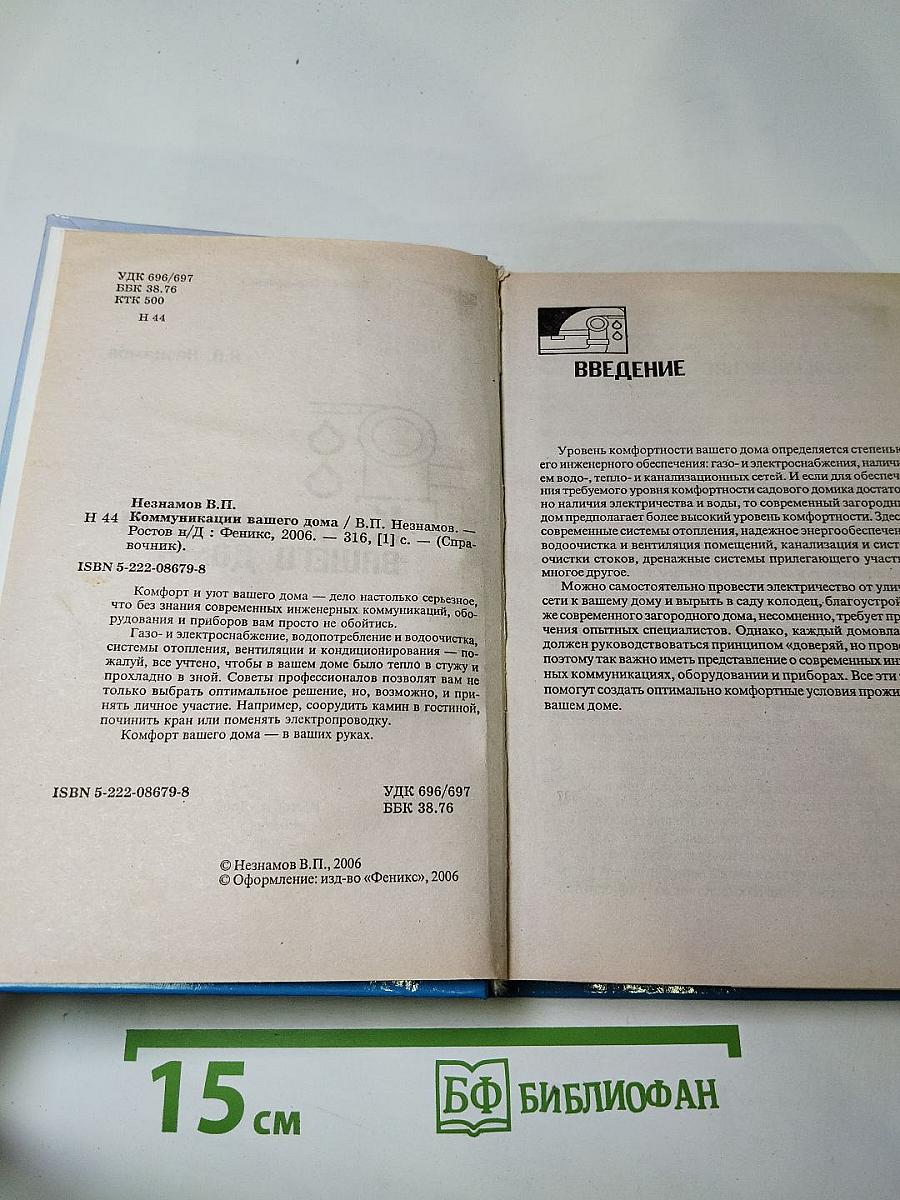 УДК 696/697
ББК 38.76
КТК 500
Н 44
Незнамов В.П.
Н 44 Коммуникации вашего дома / В.П. Незнамов. —
Ростов н/Д : Феникс, 2006. — 316, [1] с. — (Спра-
вочник).
ISBN 5-222-08679-8
Комфорт и уют вашего дома — дело настолько серьезное,
что без знания современных инженерных коммуникаций, обо-
рудования и приборов вам просто не обойтись.
Газо- и электроснабжение, водопотребление и водоочистка,
системы отопления, вентиляции и кондиционирования — по-
жалуй, все учтено, чтобы в вашем доме было тепло в стужу и
прохладно в зной. Советы профессионалов позволят вам не
только выбрать оптимальное решение, но, возможно, и при-
нять личное участие. Например, соорудить камин в гостиной,
починить кран или поменять электропроводку.
Комфорт вашего дома — в ваших руках.
ISBN 5-222-08679-8
УДК 696/697
ББК 38.76
© Незнамов В.П., 2006
© Оформление: изд-во «Феникс», 2006
ВВЕДЕНИЕ
Уровень комфортности вашего дома определяется степенью
его инженерного обеспечения: газо- и электроснабжения, наличи
ем водо-, тепло- и канализационных сетей. И если для обеспече
ния требуемого уровня комфортности садового домика достато
но наличия электричества и воды, то современный загородны
дом предполагает более высокий уровень комфортности. Здес
современные системы отопления, надежное энергообеспечен
водоочистка и вентиляция помещений, канализация и сист
очистки стоков, дренажные системы прилегающего участ
многое другое.
Можно самостоятельно провести электричество от улич
сети к вашему дому и вырыть в саду колодец, благоустрой
же современного загородного дома, несомненно, требует пр
чения опытных специалистов. Однако, каждый домовла
должен руководствоваться принципом «доверяй, но прове
поэтому так важно иметь представление о современных ин
ных коммуникациях, оборудовании и приборах. Все эти
помогут создать оптимально комфортные условия прожи
вашем доме.
15 см
БФ БИБЛИОФАН